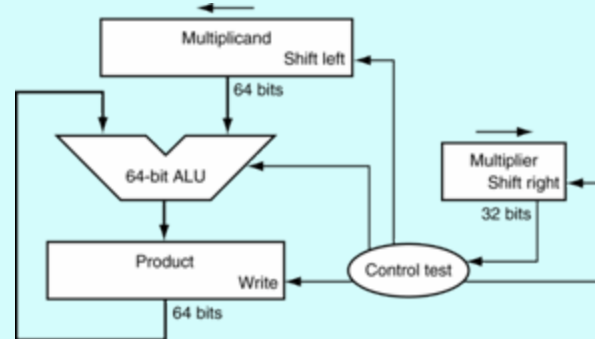 Multiplicand
Shift left
64 bits
64-bit ALU
Multiplier
Shift right
32 bits
Product
Write
Control test
64 bits